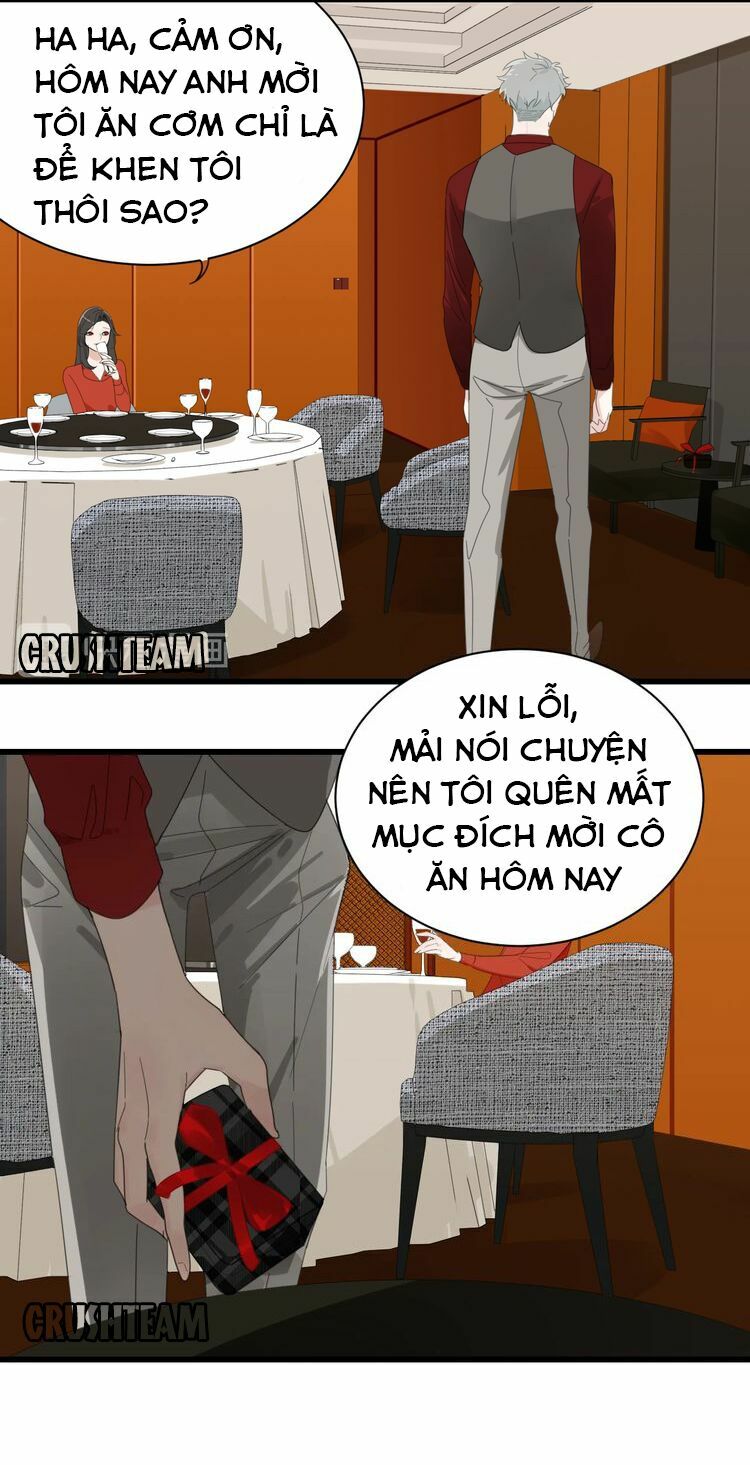 HA HA, CẢM ƠN,
HÔM NAY ANH MỜI
TÔI ĂN CƠM CHỈ LÀ
ĐỂ KHEN TÔI
THÔI SAO?
CRUSHTEAM
XIN LỖI,
MẢI NÓI CHUYỆN
NÊN TÔI QUÊN MẤT
MỤC ĐÍCH MỜI CÔ
ĂN HÔM NAY
CRUSHTEAM